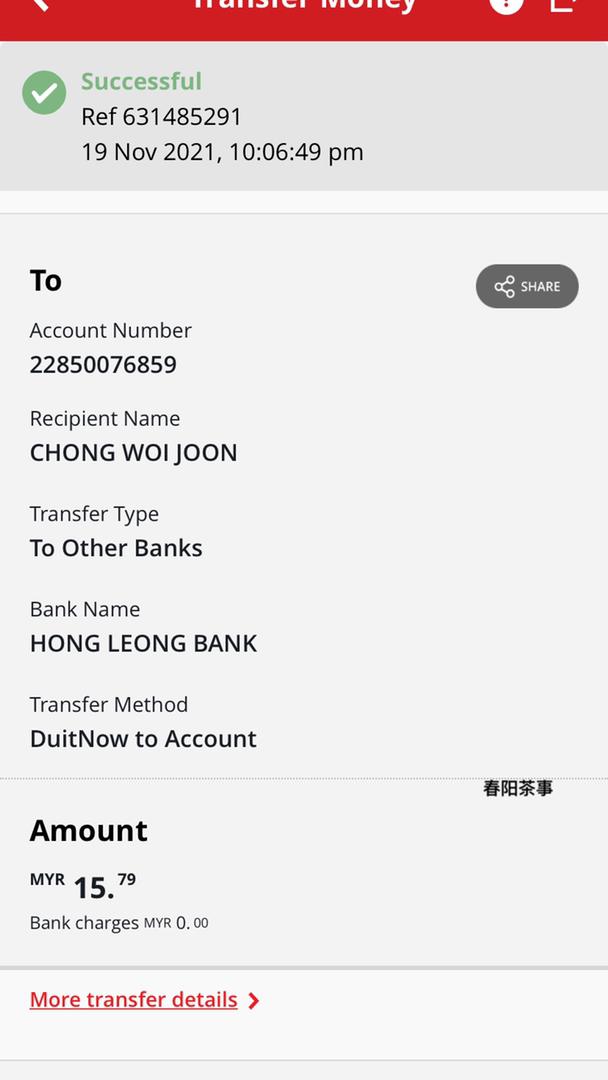 Transfer Money
Successful
Ref 631485291
19 Nov 2021, 10:06:49 pm
To
SHARE
Account Number
22850076859
Recipient Name
CHONG WOI JOON
Transfer Type
To Other Banks
Bank Name
HONG LEONG BANK
Transfer Method
DuitNow to Account
春阳茶事
Amount
MYR 15.79
Bank charges MYR 0.00
More transfer details